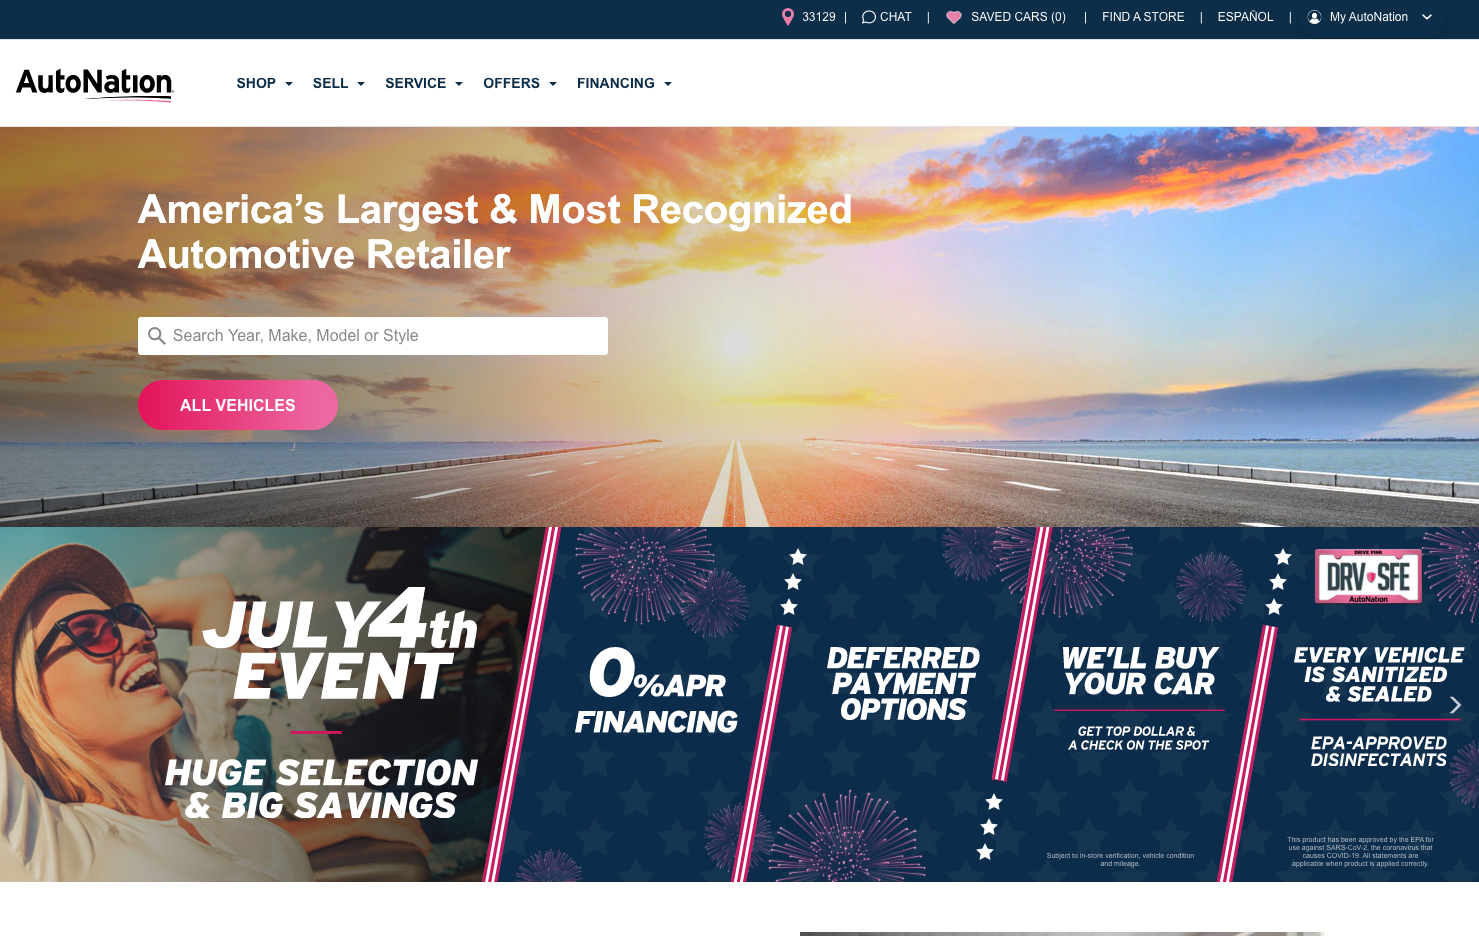 33129 | CHAT | SAVED CARS (0) | FIND A STORE | ESPAÑOL | My AutoNation
AutoNation
SHOP SELL SERVICE OFFERS FINANCING
America's Largest & Most Recognized
Automotive Retailer
Search Year, Make, Model or Style
ALL VEHICLES
JULY 4th
EVENT
HUGE SELECTION
& BIG SAVINGS
0%APR
FINANCING
DEFERRED
PAYMENT
OPTIONS
WE'LL BUY
YOUR CAR
GET TOP DOLLAR &
A CHECK ON THE SPOT
Subject to in-store verification, vehicle condition
and mileage.
DRIVE PINK
DRV SFE
AutoNation
EVERY VEHICLE
IS SANITIZED
& SEALED
EPA-APPROVED
DISINFECTANTS
This product has been approved by the EPA for
use against SARS-CoV-2, the coronavirus that
causes COVID-19. All statements are
applicable when product is applied correctly.